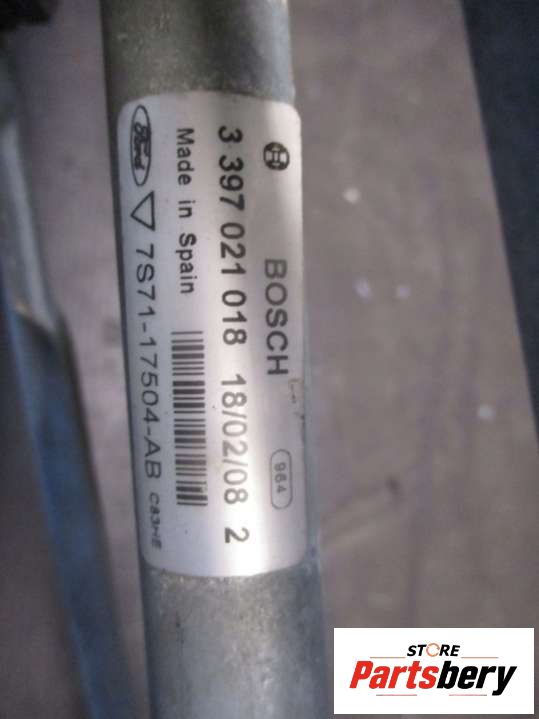 BOSCH
964
3 397 021 018 18/02/08 2
Made in Spain
Ford
7S71-17504-AB C83HE
STORE
Partsbery